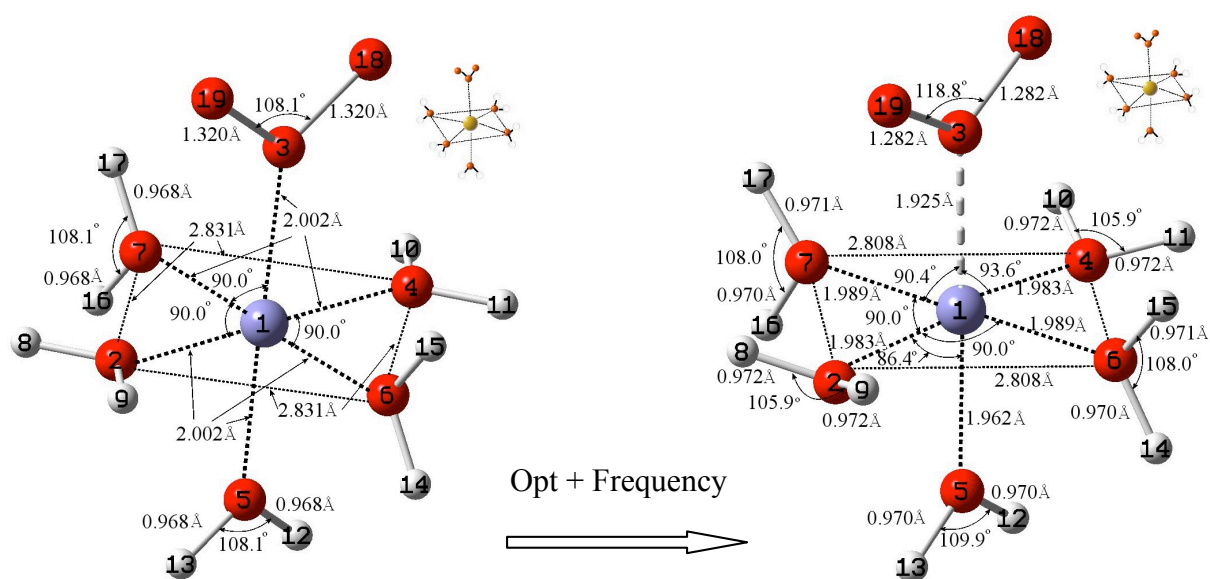 18
19
108.1°
1.320Å
1.320Å
3
17
0.968Å
2.002Å
108.1°
2.831Å
7
10
0.968Å
90.0°
4
16
90.0°
1
90.0°
11
8
15
2
9
6
2.831Å
2.002Å
14
5
0.968Å
0.968Å
12
108.1°
13
Opt + Frequency
18
118.8°
19
1.282Å
3
1.282Å
17
1.925Å
10
0.971Å
0.972Å
105.9°
11
108.0°
2.808Å
7
4
90.4°
93.6°
0.972Å
0.970Å
1.989Å
1.983Å
16
90.0°
1
15
8
1.983Å
1.989Å
0.971Å
86.4°
90.0°
6
108.0°
0.972Å
2
9
2.808Å
105.9°
0.972Å
0.970Å
1.962Å
14
5
0.970Å
0.970Å
12
109.9°
13